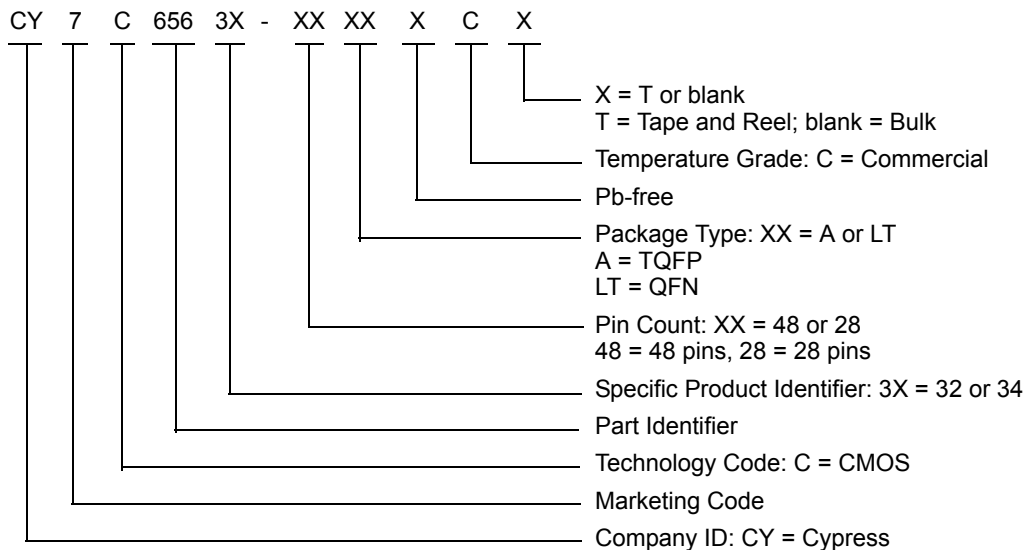 CY 7 C 656 3X - XX XX X C X
X = T or blank
T = Tape and Reel; blank = Bulk
Temperature Grade: C = Commercial
Pb-free
Package Type: XX = A or LT
A = TQFP
LT = QFN
Pin Count: XX = 48 or 28
48 = 48 pins, 28 = 28 pins
Specific Product Identifier: 3X = 32 or 34
Part Identifier
Technology Code: C = CMOS
Marketing Code
Company ID: CY = Cypress